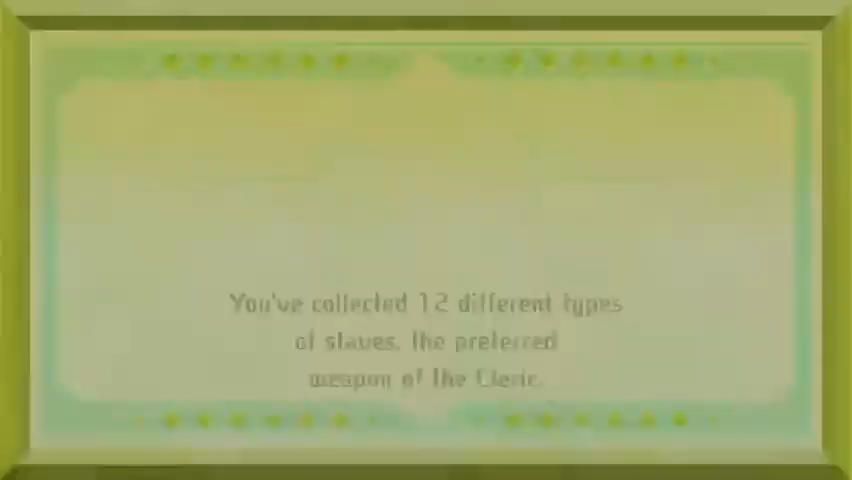 You've collected 12 different types
of staves, the preferred
weapon of the Cleric.